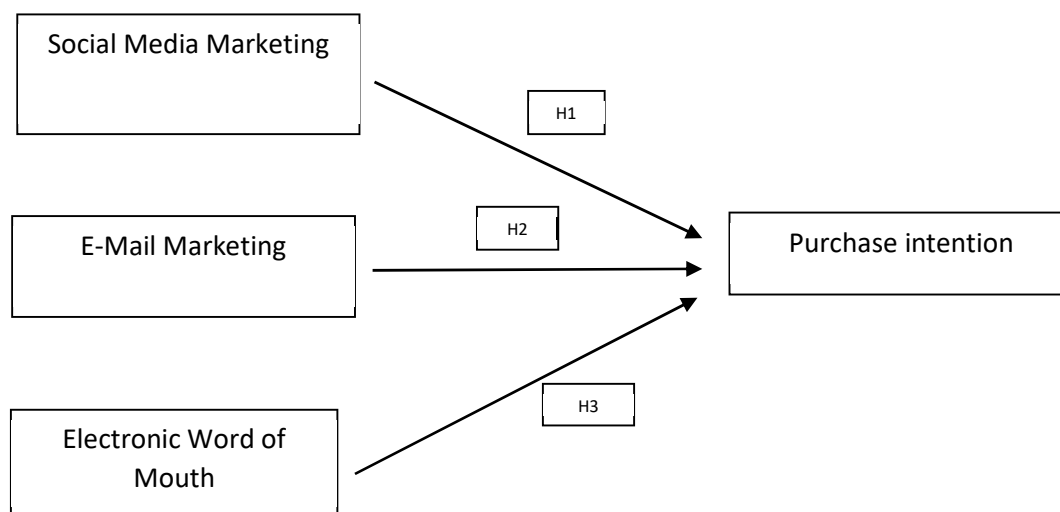 Social Media Marketing
H1
E-Mail Marketing
H2
Purchase intention
Electronic Word of
Mouth
H3